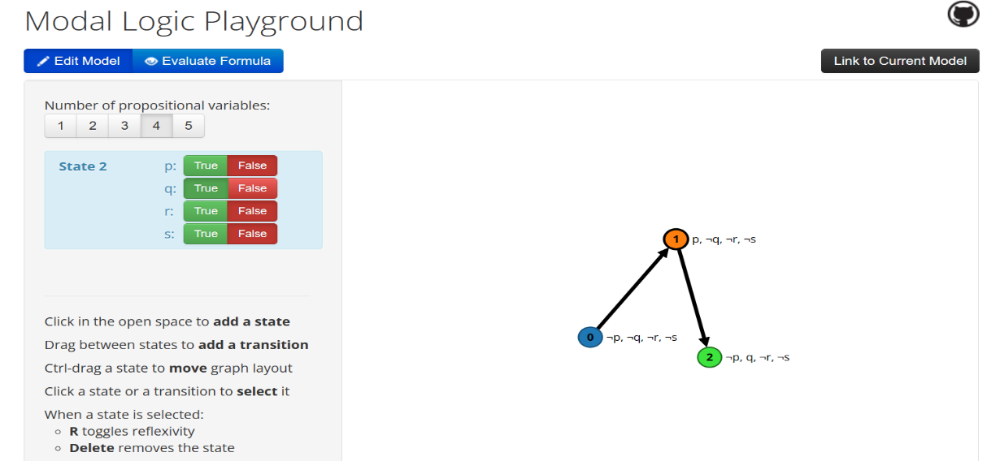 Modal Logic Playground
Edit Model
Evaluate Formula
Link to Current Model
Number of propositional variables:
1 2 3 4 5
State 2
p: True False
q: True False
r: True False
s: True False
Click in the open space to add a state
Drag between states to add a transition
Ctrl-drag a state to move graph layout
Click a state or a transition to select it
When a state is selected:
R toggles reflexivity
Delete removes the state
1 p, ¬q, ¬r, ¬s
0 ¬p, ¬q, ¬r, ¬s
2 ¬p, q, ¬r, ¬s